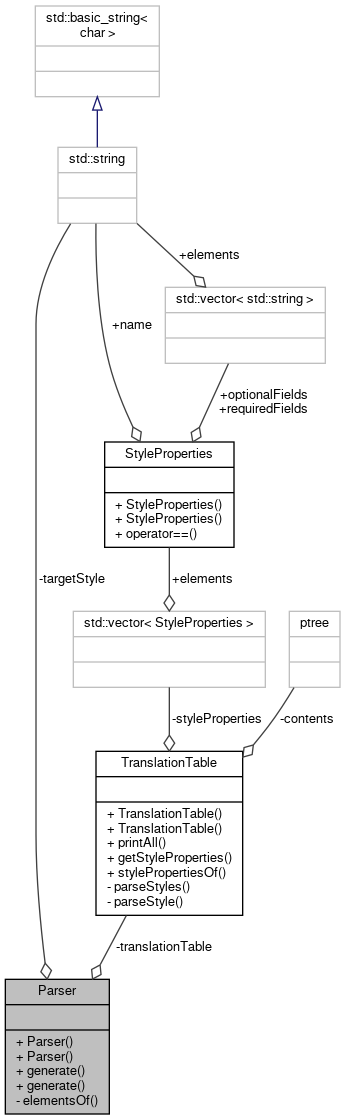 std::basic_string<
char >
std::string
+elements
std::vector< std::string >
+name
+optionalFields
+requiredFields
StyleProperties
+ StyleProperties()
+ StyleProperties()
+ operator==()
-targetStyle
+elements
std::vector< StyleProperties >
ptree
-styleProperties
-contents
TranslationTable
+ TranslationTable()
+ TranslationTable()
+ printAll()
+ getStyleProperties()
+ stylePropertiesOf()
- parseStyles()
- parseStyle()
-translationTable
Parser
+ Parser()
+ Parser()
+ generate()
+ generate()
- elementsOf()